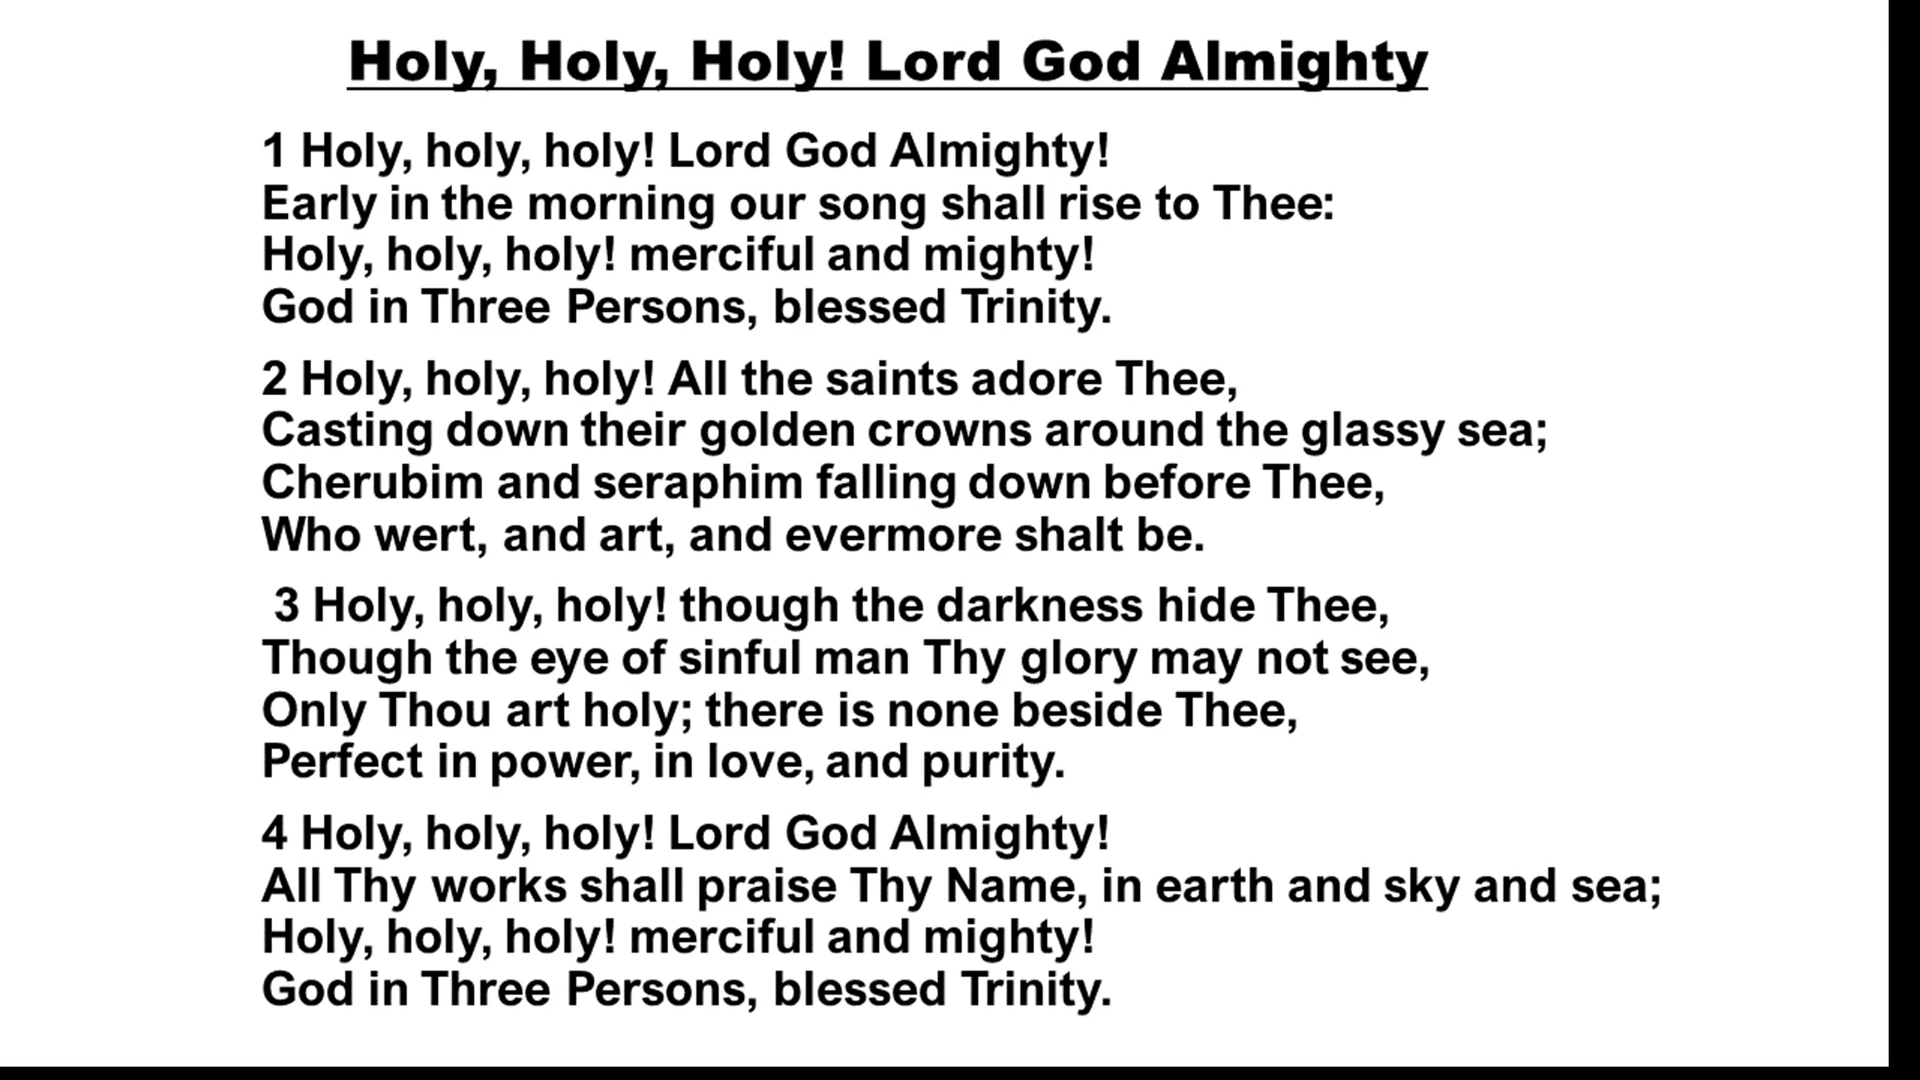 Holy, Holy, Holy! Lord God Almighty
1 Holy, holy, holy! Lord God Almighty!
Early in the morning our song shall rise to Thee:
Holy, holy, holy! merciful and mighty!
God in Three Persons, blessed Trinity.
2 Holy, holy, holy! All the saints adore Thee,
Casting down their golden crowns around the glassy sea;
Cherubim and seraphim falling down before Thee,
Who wert, and art, and evermore shalt be.
3 Holy, holy, holy! though the darkness hide Thee,
Though the eye of sinful man Thy glory may not see,
Only Thou art holy; there is none beside Thee,
Perfect in power, in love, and purity.
4 Holy, holy, holy! Lord God Almighty!
All Thy works shall praise Thy Name, in earth and sky and sea;
Holy, holy, holy! merciful and mighty!
God in Three Persons, blessed Trinity.